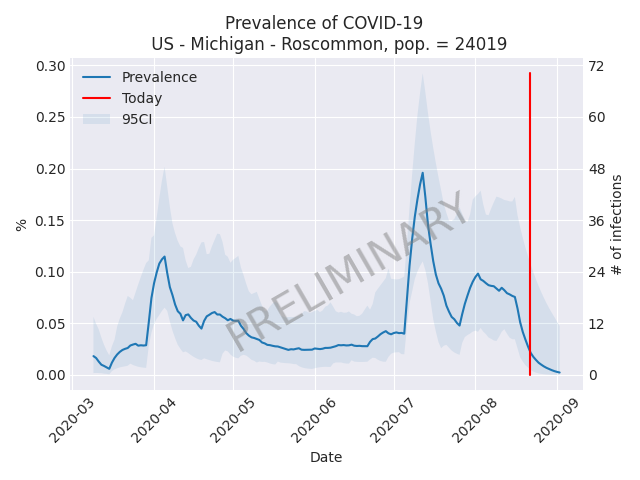 Prevalence of COVID-19
US - Michigan - Roscommon, pop. = 24019
Prevalence
Today
95CI
0.30
0.25
0.20
0.15
0.10
0.05
0.00
%
72
60
48
36
24
12
0
# of infections
PRELIMINARY
2020-03
2020-04
2020-05
2020-06
2020-07
2020-08
2020-09
Date